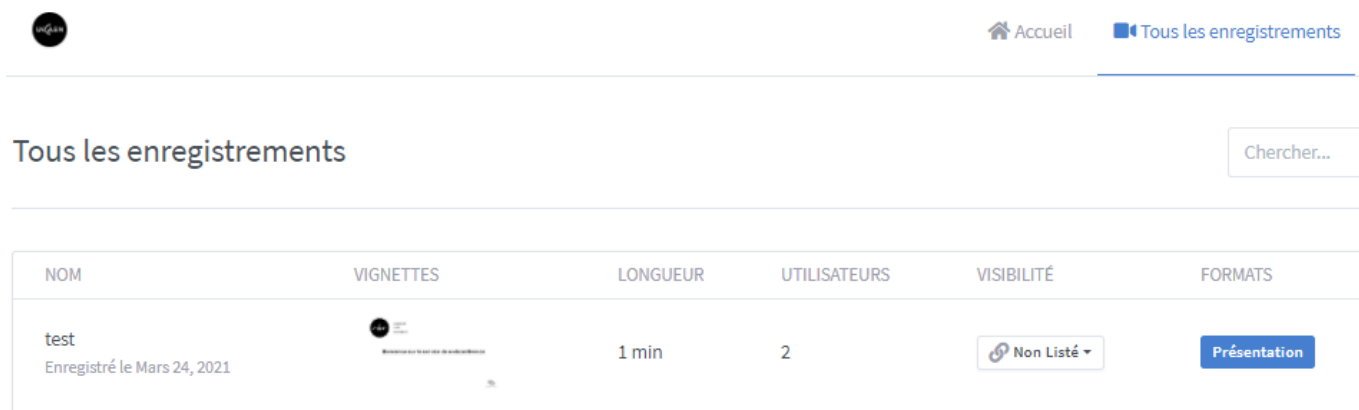 Accueil Tous les enregistrements
Tous les enregistrements
Chercher...
NOM VIGNETTES LONGUEUR UTILISATEURS VISIBILITÉ FORMATS
test
Enregistré le Mars 24, 2021
1 min 2 Non Listé Présentation